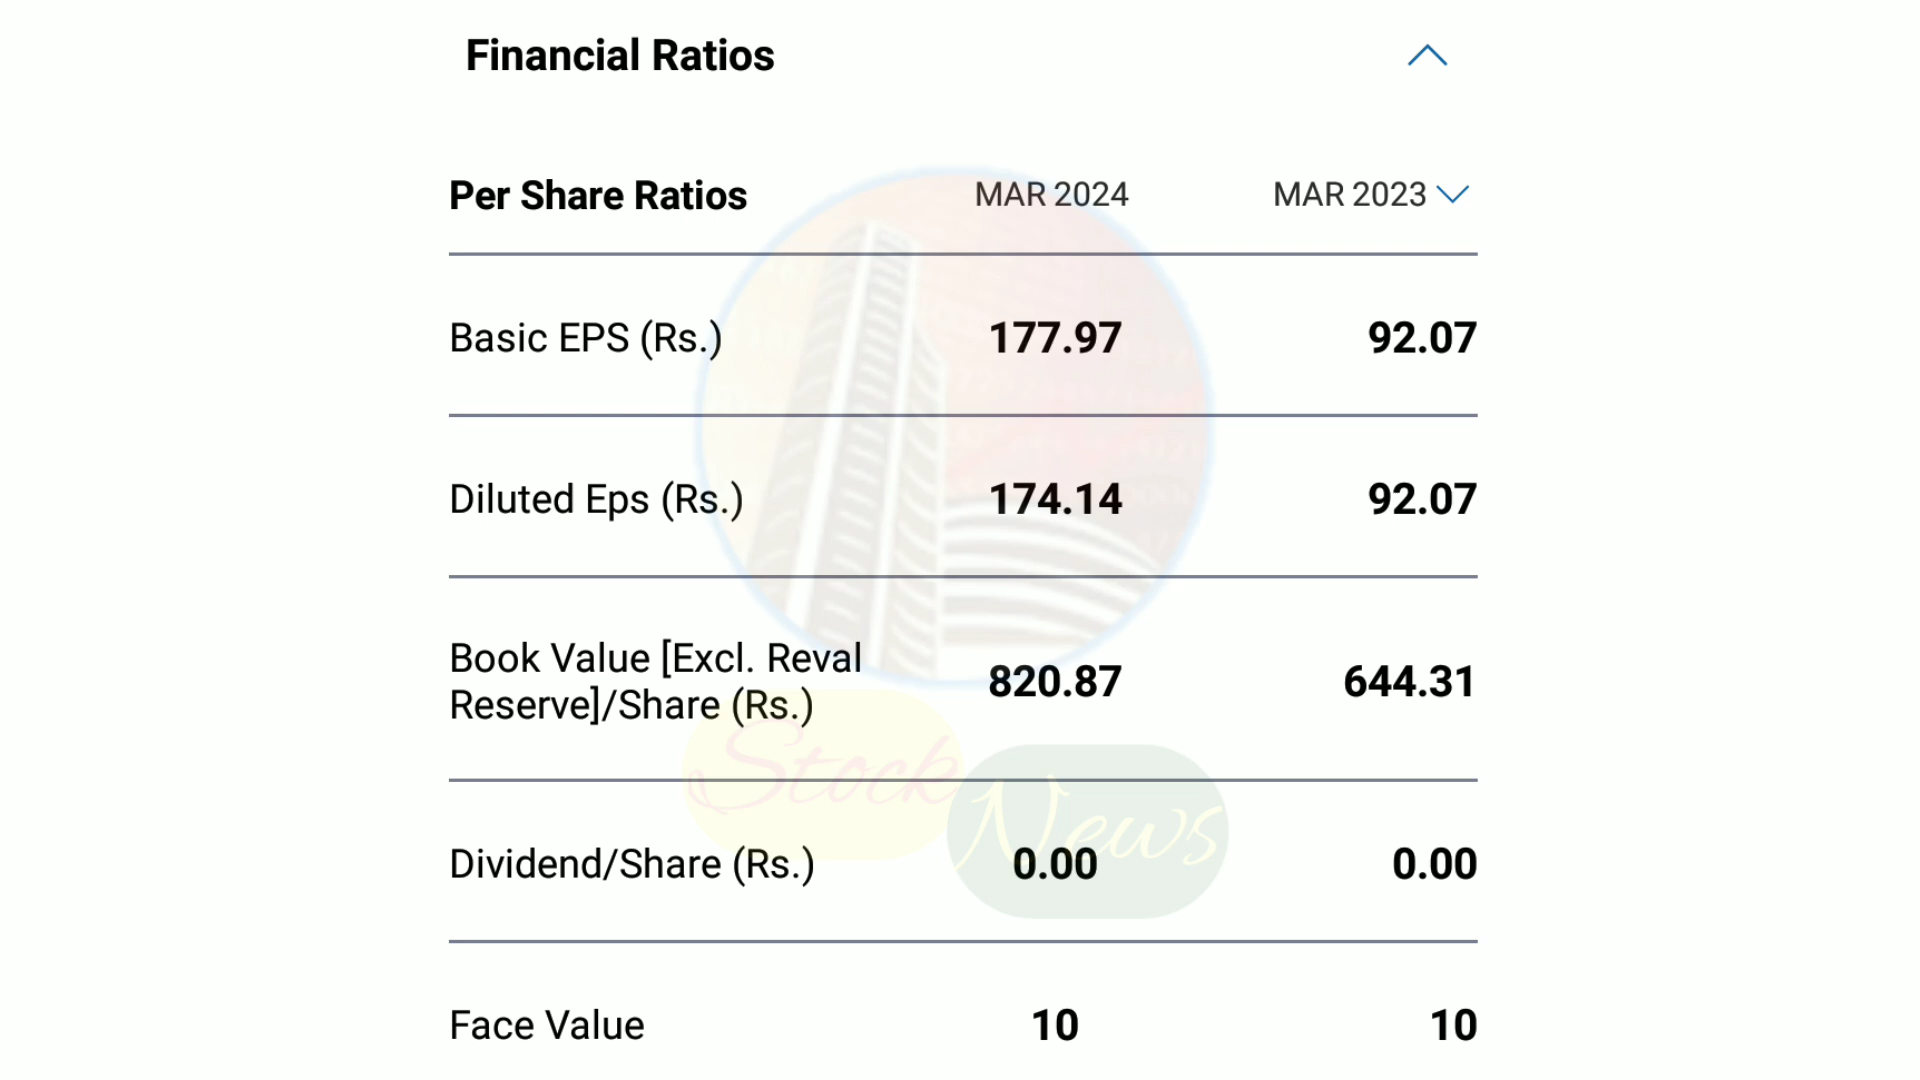 Financial Ratios
Per Share Ratios MAR 2024 MAR 2023
Basic EPS (Rs.) 177.97 92.07
Diluted Eps (Rs.) 174.14 92.07
Book Value [Excl. Reval
Reserve]/Share (Rs.) 820.87 644.31
Stock
News
Dividend/Share (Rs.) 0.00 0.00
Face Value 10 10